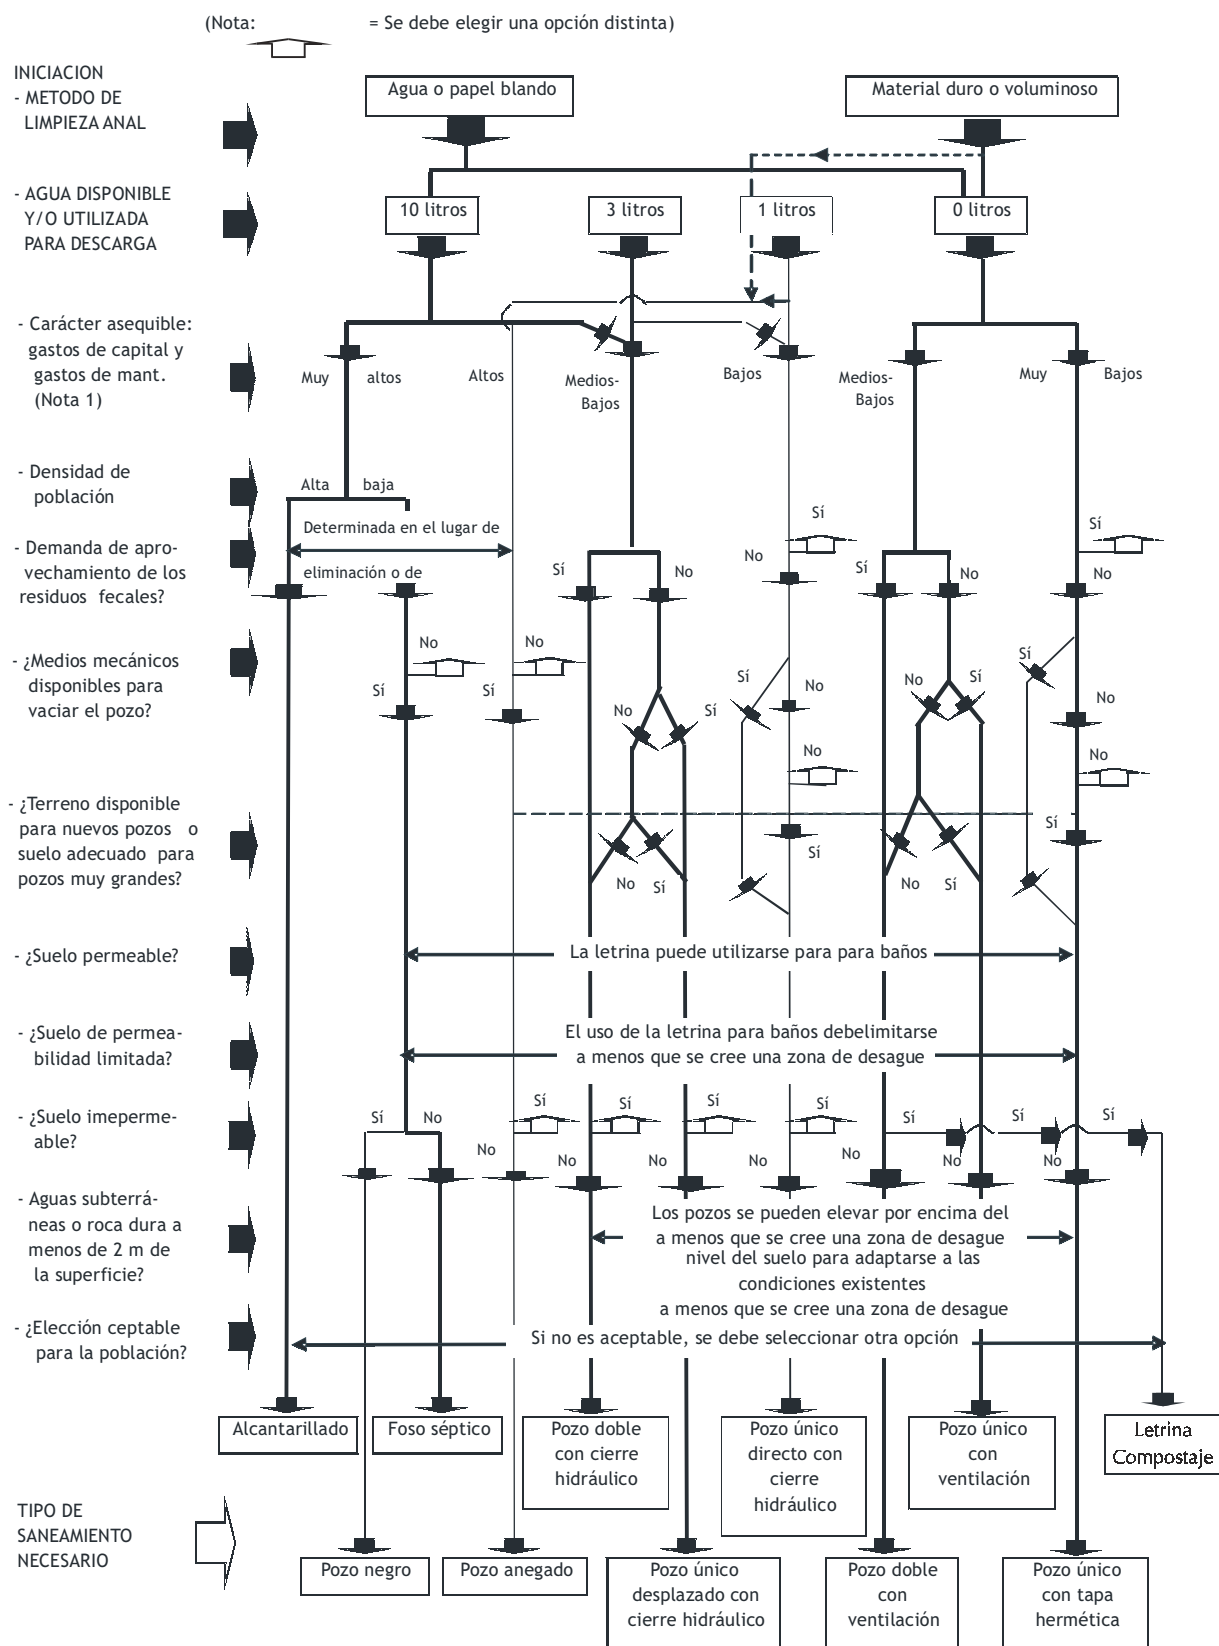 (Nota: = Se debe elegir una opción distinta)
INICIACION
- METODO DE
LIMPIEZA ANAL
Agua o papel blando
Material duro o voluminoso
- AGUA DISPONIBLE
Y/O UTILIZADA
PARA DESCARGA
10 litros
3 litros
1 litros
0 litros
- Carácter asequible:
gastos de capital y
gastos de mant.
(Nota 1)
Muy altos
Altos
Medios-
Bajos
Bajos
Medios-
Bajos
Muy Bajos
- Densidad de
población
Alta baja
- Demanda de apro-
vechamiento de los
residuos fecales?
Determinada en el lugar de
eliminación o de
Sí
No
Sí
No
Sí
No
Sí
No
- ¿Medios mecánicos
disponibles para
vaciar el pozo?
No
Sí
No
Sí
No
Sí
Sí
No
No
Sí
Sí
No
- ¿Terreno disponible
para nuevos pozos o
suelo adecuado para
pozos muy grandes?
No
Sí
No
Sí
No
Sí
No
Sí
- ¿Suelo permeable?
La letrina puede utilizarse para para baños
- ¿Suelo de permea-
bilidad limitada?
El uso de la letrina para baños debelimitarse
a menos que se cree una zona de desague
- ¿Suelo imeperme-
able?
Sí
No
Sí
No
Sí
No
Sí
No
Sí
No
Sí
No
Sí
No
Sí
No
- Aguas subterrá-
neas o roca dura a
menos de 2 m de
la superficie?
Los pozos se pueden elevar por encima del
a menos que se cree una zona de desague
nivel del suelo para adaptarse a las
condiciones existentes
a menos que se cree una zona de desague
- ¿Elección ceptable
para la población?
Si no es aceptable, se debe seleccionar otra opción
Alcantarillado
Foso séptico
Pozo doble
con cierre
hidráulico
Pozo único
directo con
cierre
hidráulico
Pozo único
con
ventilación
Letrina
Compostaje
TIPO DE
SANEAMIENTO
NECESARIO
Pozo negro
Pozo anegado
Pozo único
desplazado con
cierre hidráulico
Pozo doble
con
ventilación
Pozo único
con tapa
hermética